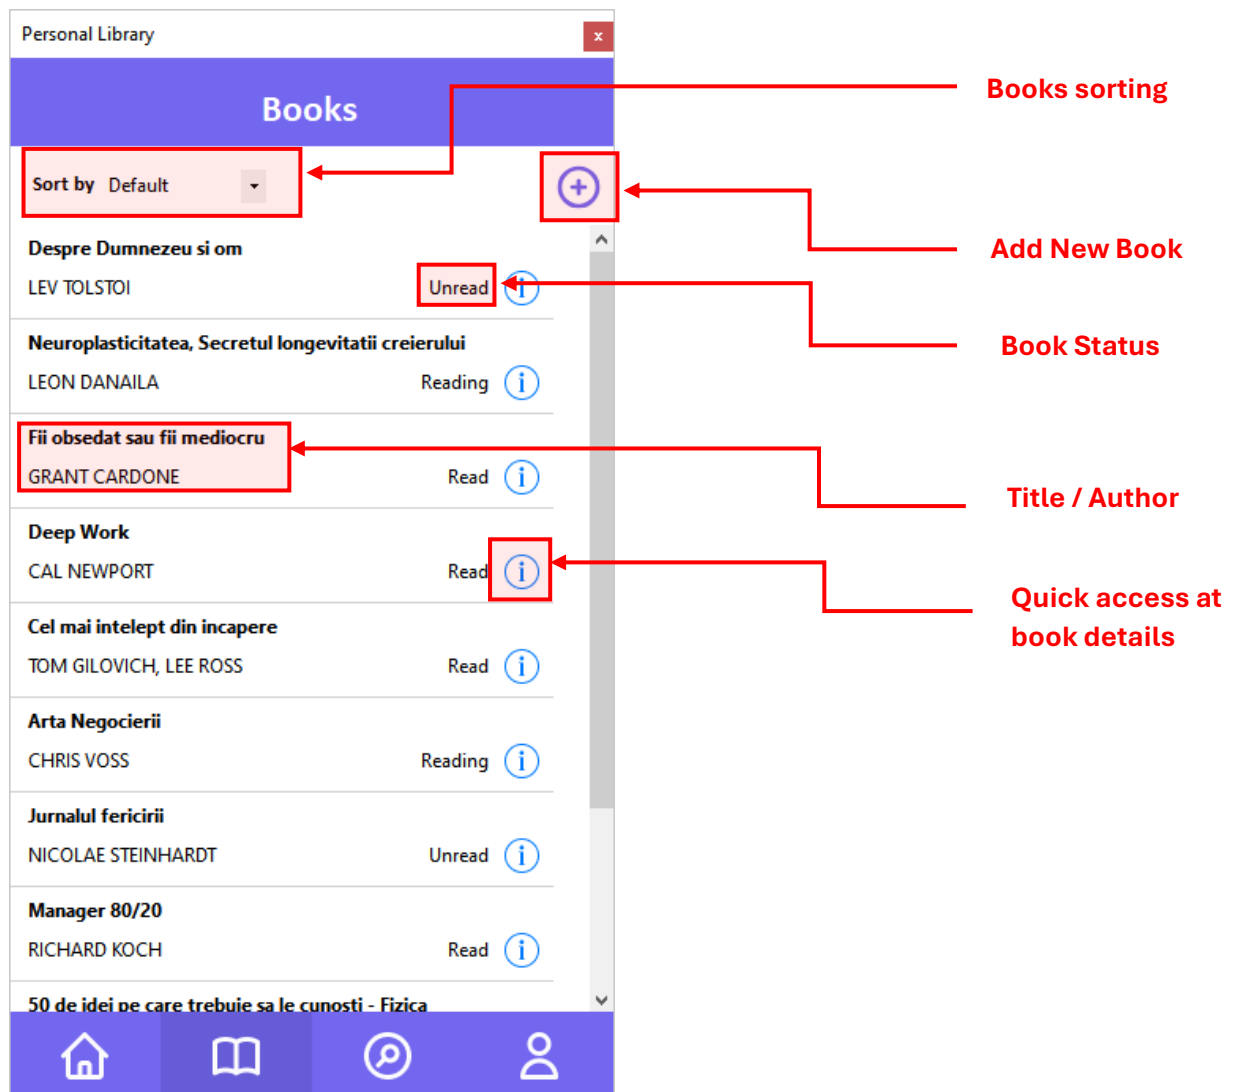 Personal Library
x
Books
Books sorting
Sort by Default
Add New Book
Despre Dumnezeu si om
LEV TOLSTOI Unread i
Book Status
Neuroplasticitatea, Secretul longevitatii creierului
LEON DANAILA Reading i
Fii obsedat sau fii mediocru
GRANT CARDONE Read i
Title / Author
Deep Work
CAL NEWPORT Read i
Quick access at
book details
Cel mai intelept din incapere
TOM GILOVICH, LEE ROSS Read i
Arta Negocierii
CHRIS VOSS Reading i
Jurnalul fericirii
NICOLAE STEINHARDT Unread i
Manager 80/20
RICHARD KOCH Read i
50 de idei pe care trebuie sa le cunosti - Fizica